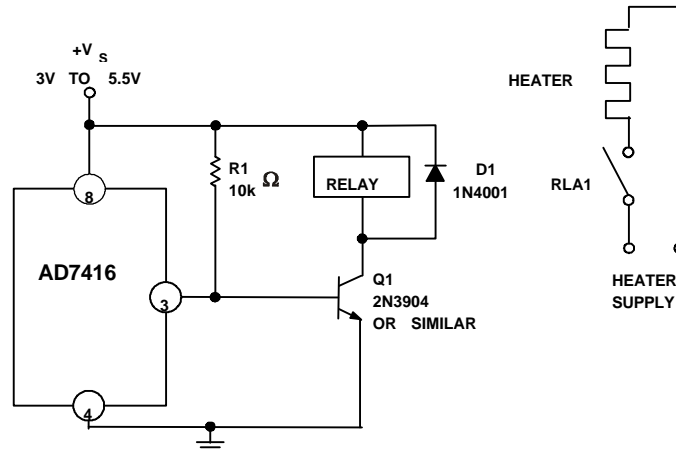 +VS
3V TO 5.5V
HEATER
R1
10k Ω
RELAY
D1
1N4001
RLA1
8
AD7416
3
Q1
2N3904
OR SIMILAR
HEATER
SUPPLY
4